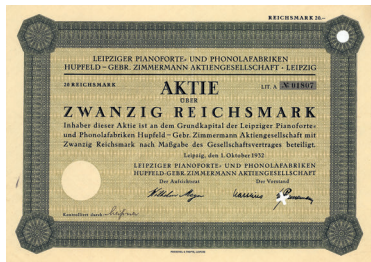 REICHSMARK 20.-
LEIPZIGER PIANOFORTE- UND PHONOLAFABRIKEN
HUPFELD - GEBR. ZIMMERMANN AKTIENGESELLSCHAFT - LEIPZIG
20 REICHSMARK AKTIE LIT. A № 01807
ÜBER
ZWANZIG REICHSMARK
Inhaber dieser Aktie ist an dem Grundkapital der Leipziger Pianoforte-
und Phonolafabriken Hupfeld - Gebr. Zimmermann Aktiengesellschaft mit
Zwanzig Reichsmark nach Maßgabe des Gesellschaftsvertrages beteiligt.
Leipzig, den 1. Oktober 1932
LEIPZIGER PIANOFORTE- UND PHONOLAFABRIKEN
HUPFELD-GEBR. ZIMMERMANN AKTIENGESELLSCHAFT
Der Aufsichtsrat Der Vorstand
Kontrolliert durch: